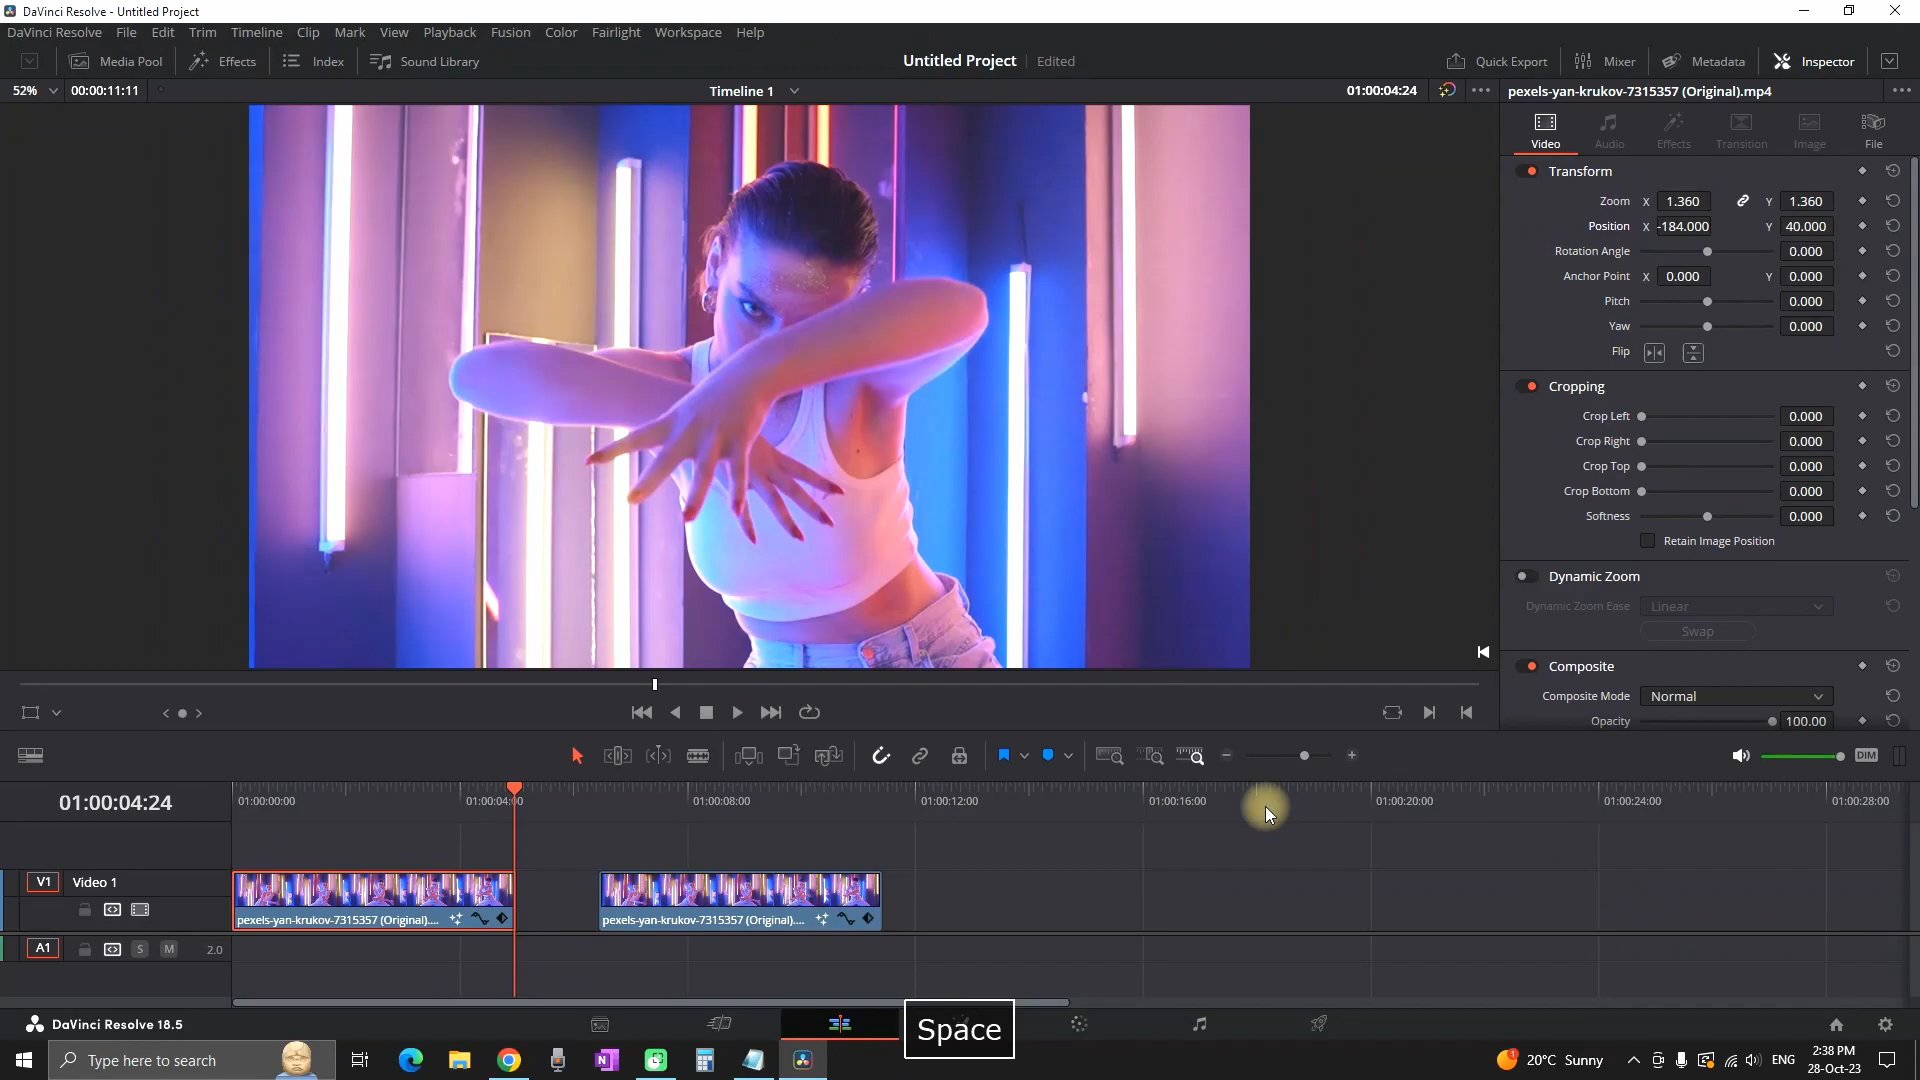 DaVinci Resolve - Untitled Project
DaVinci Resolve File Edit Trim Timeline Clip Mark View Playback Fusion Color Fairlight Workspace Help
Media Pool Effects Index Sound Library Untitled Project Edited Quick Export Mixer Metadata Inspector
52% 00:00:11:11 Timeline 1 01:00:04:24 pexels-yan-krukov-7315357 (Original).mp4
Video Audio Effects Transition Image File
Transform
Zoom X 1.360 Y 1.360
Position X -184.000 Y 40.000
Rotation Angle 0.000
Anchor Point X 0.000 Y 0.000
Pitch 0.000
Yaw 0.000
Flip
Cropping
Crop Left 0.000
Crop Right 0.000
Crop Top 0.000
Crop Bottom 0.000
Softness 0.000
Retain Image Position
Dynamic Zoom
Dynamic Zoom Ease Linear
Swap
Composite
Composite Mode Normal
Opacity 100.00
DIM
01:00:04:24 01:00:00:00 01:00:04:00 01:00:08:00 01:00:12:00 01:00:16:00 01:00:20:00 01:00:24:00 01:00:28:00
V1 Video 1
pexels-yan-krukov-7315357 (Original).... pexels-yan-krukov-7315357 (Original)....
A1 S M 2.0
DaVinci Resolve 18.5 Space
Type here to search 1 20°C Sunny ENG 2:38 PM
28-Oct-23